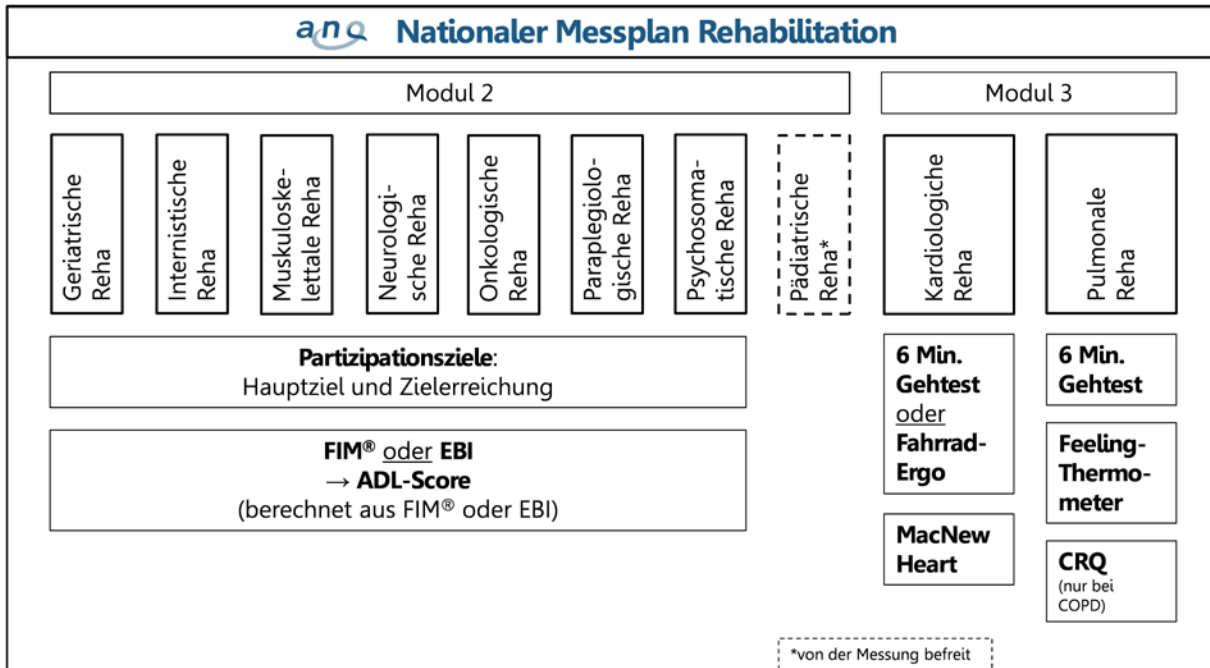 anq Nationaler Messplan Rehabilitation
Modul 2
Modul 3
Geriatrische
Reha
Internistische
Reha
Muskuloske-
lettale Reha
Neurologi-
sche Reha
Onkologische
Reha
Paraplegiolo-
gische Reha
Psychosoma-
tische Reha
Pädiatrische
Reha*
Kardiologiche
Reha
Pulmonale
Reha
Partizipationsziele:
Hauptziel und Zielerreichung
FIM® oder EBI
→ ADL-Score
(berechnet aus FIM® oder EBI)
6 Min.
Gehtest
oder
Fahrrad-
Ergo
MacNew
Heart
6 Min.
Gehtest
Feeling-
Thermo-
meter
CRQ
(nur bei
COPD)
*von der Messung befreit